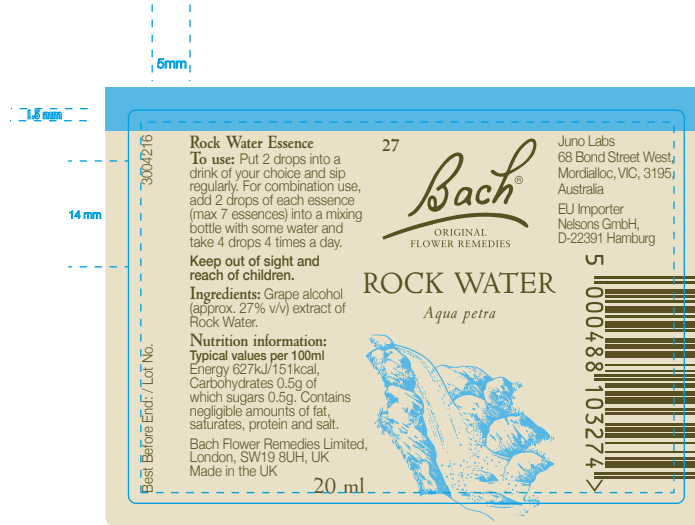 5mm
1.5 mm
14 mm
3004216
Best Before End: / Lot No.
Rock Water Essence
To use: Put 2 drops into a
drink of your choice and sip
regularly. For combination use,
add 2 drops of each essence
(max 7 essences) into a mixing
bottle with some water and
take 4 drops 4 times a day.
Keep out of sight and
reach of children.
Ingredients: Grape alcohol
(approx. 27% v/v) extract of
Rock Water.
Nutrition information:
Typical values per 100ml
Energy 627kJ/151kcal,
Carbohydrates 0.5g of
which sugars 0.5g. Contains
negligible amounts of fat,
saturates, protein and salt.
Bach Flower Remedies Limited,
London, SW19 8UH, UK
Made in the UK
20 ml
27
Bach®
ORIGINAL
FLOWER REMEDIES
ROCK WATER
Aqua petra
Juno Labs
68 Bond Street West,
Mordialloc, VIC, 3195,
Australia
EU Importer
Nelsons GmbH,
D-22391 Hamburg
5 000488 103274 >